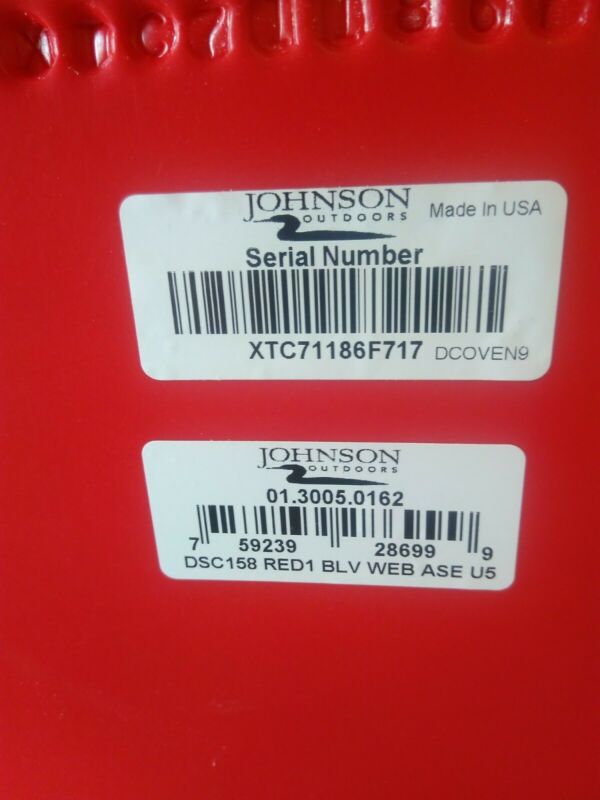 XTC71186
JOHNSON
OUTDOORS
Made In USA
Serial Number
XTC71186F717 DCOVEN9
JOHNSON
OUTDOORS
01.3005.0162
7 59239 28699 9
DSC158 RED1 BLV WEB ASE U5